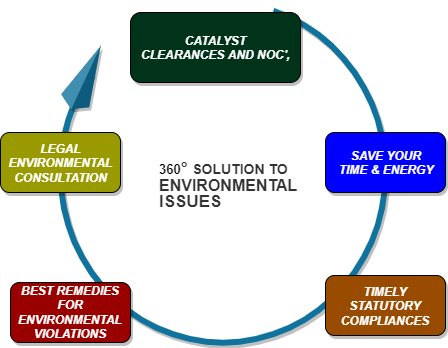 CATALYST
CLEARANCES AND NOC',
SAVE YOUR
TIME & ENERGY
TIMELY
STATUTORY
COMPLIANCES
BEST REMEDIES
FOR
ENVIRONMENTAL
VIOLATIONS
LEGAL
ENVIRONMENTAL
CONSULTATION
360° SOLUTION TO
ENVIRONMENTAL
ISSUES